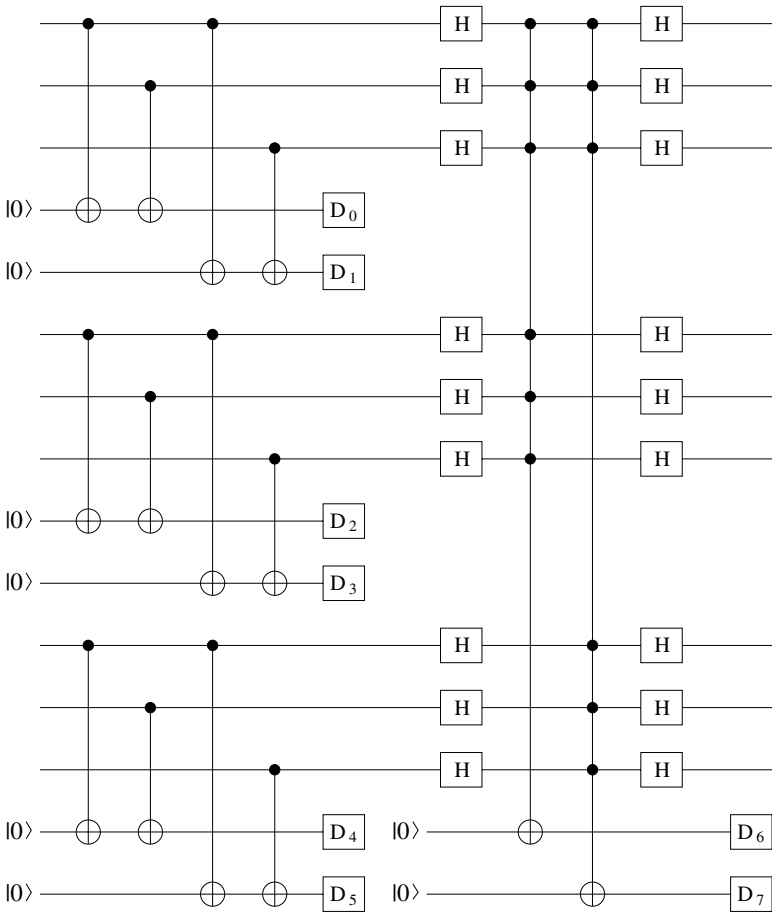 H H
H H
H H
|0⟩ D0
|0⟩ D1
H H
H H
H H
|0⟩ D2
|0⟩ D3
H H
H H
H H
|0⟩ D4 |0⟩ D6
|0⟩ D5 |0⟩ D7